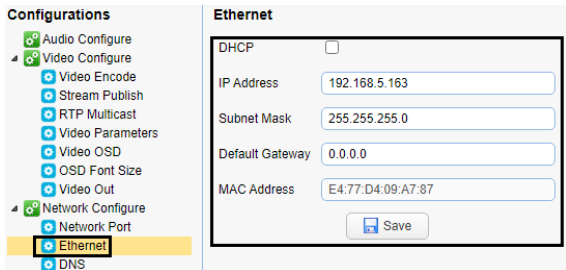 Configurations
Audio Configure
Video Configure
Video Encode
Stream Publish
RTP Multicast
Video Parameters
Video OSD
OSD Font Size
Video Out
Network Configure
Network Port
Ethernet
DNS
Ethernet
DHCP
IP Address 192.168.5.163
Subnet Mask 255.255.255.0
Default Gateway 0.0.0.0
MAC Address E4:77:D4:09:A7:87
Save